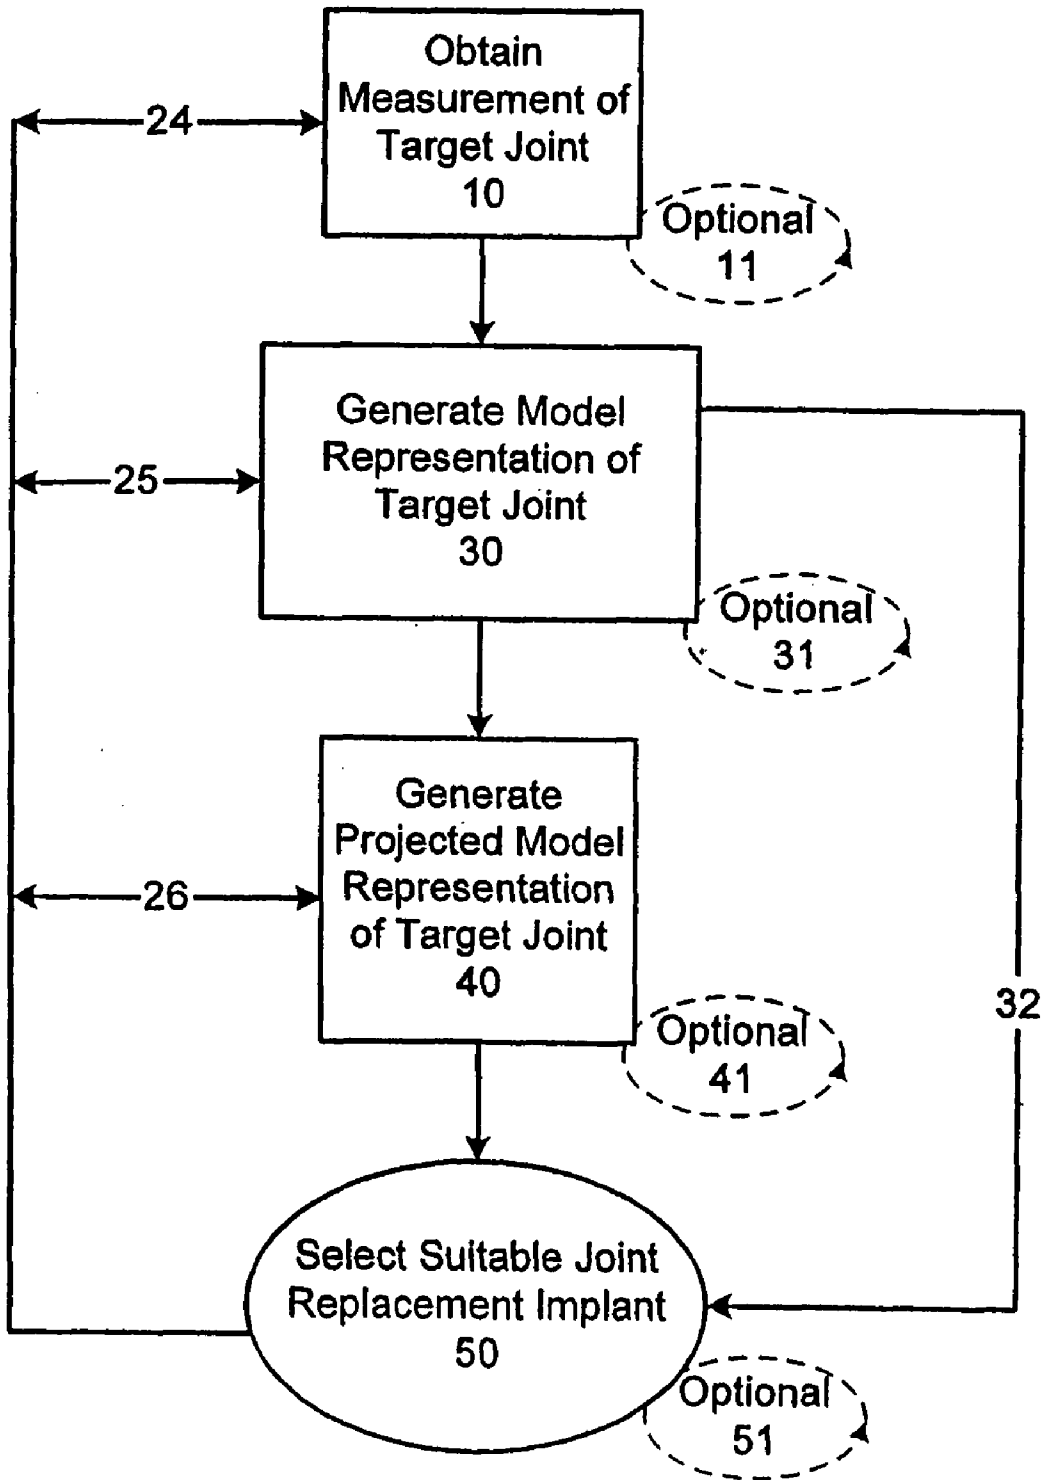 Obtain
Measurement of
Target Joint
10
24
Optional
11
Generate Model
Representation of
Target Joint
30
25
Optional
31
Generate
Projected Model
Representation
of Target Joint
40
26
32
Optional
41
Select Suitable Joint
Replacement Implant
50
Optional
51